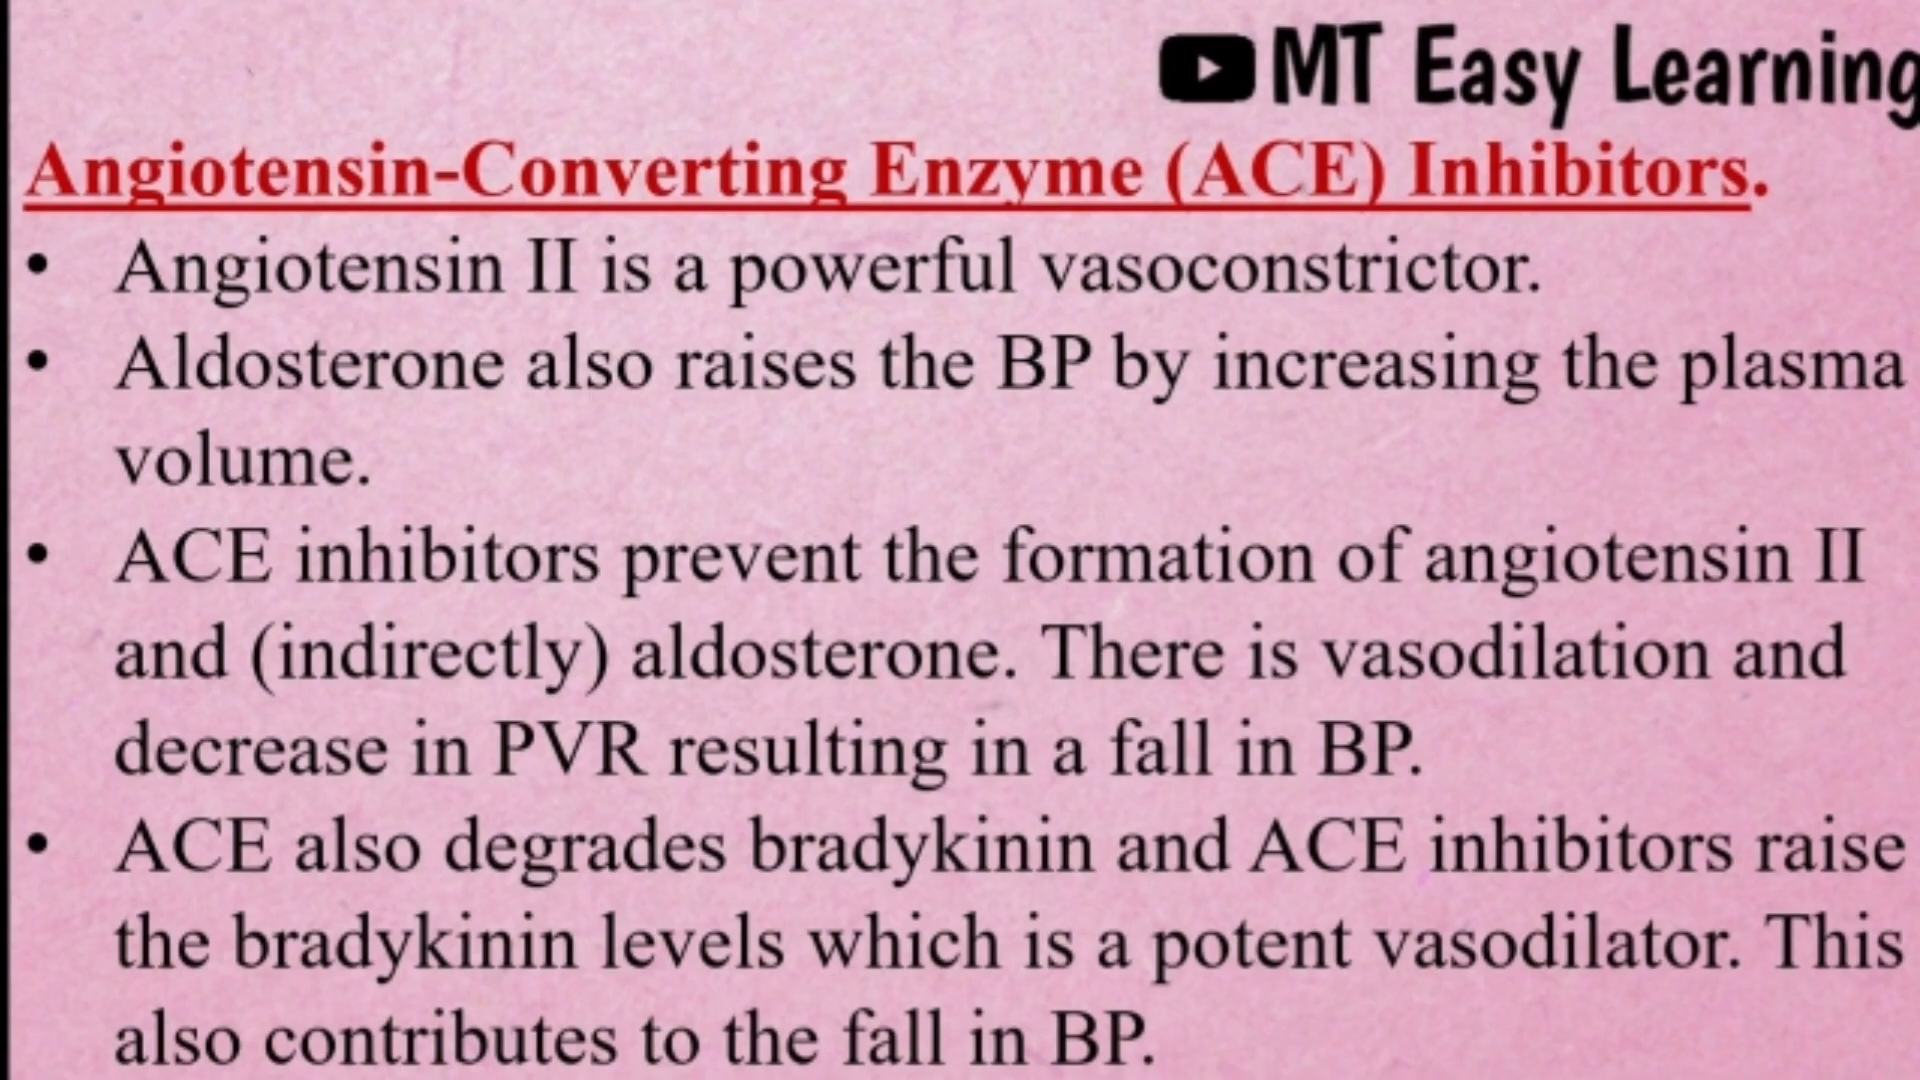 MT Easy Learning
Angiotensin-Converting Enzyme (ACE) Inhibitors.
• Angiotensin II is a powerful vasoconstrictor.
• Aldosterone also raises the BP by increasing the plasma
volume.
• ACE inhibitors prevent the formation of angiotensin II
and (indirectly) aldosterone. There is vasodilation and
decrease in PVR resulting in a fall in BP.
• ACE also degrades bradykinin and ACE inhibitors raise
the bradykinin levels which is a potent vasodilator. This
also contributes to the fall in BP.